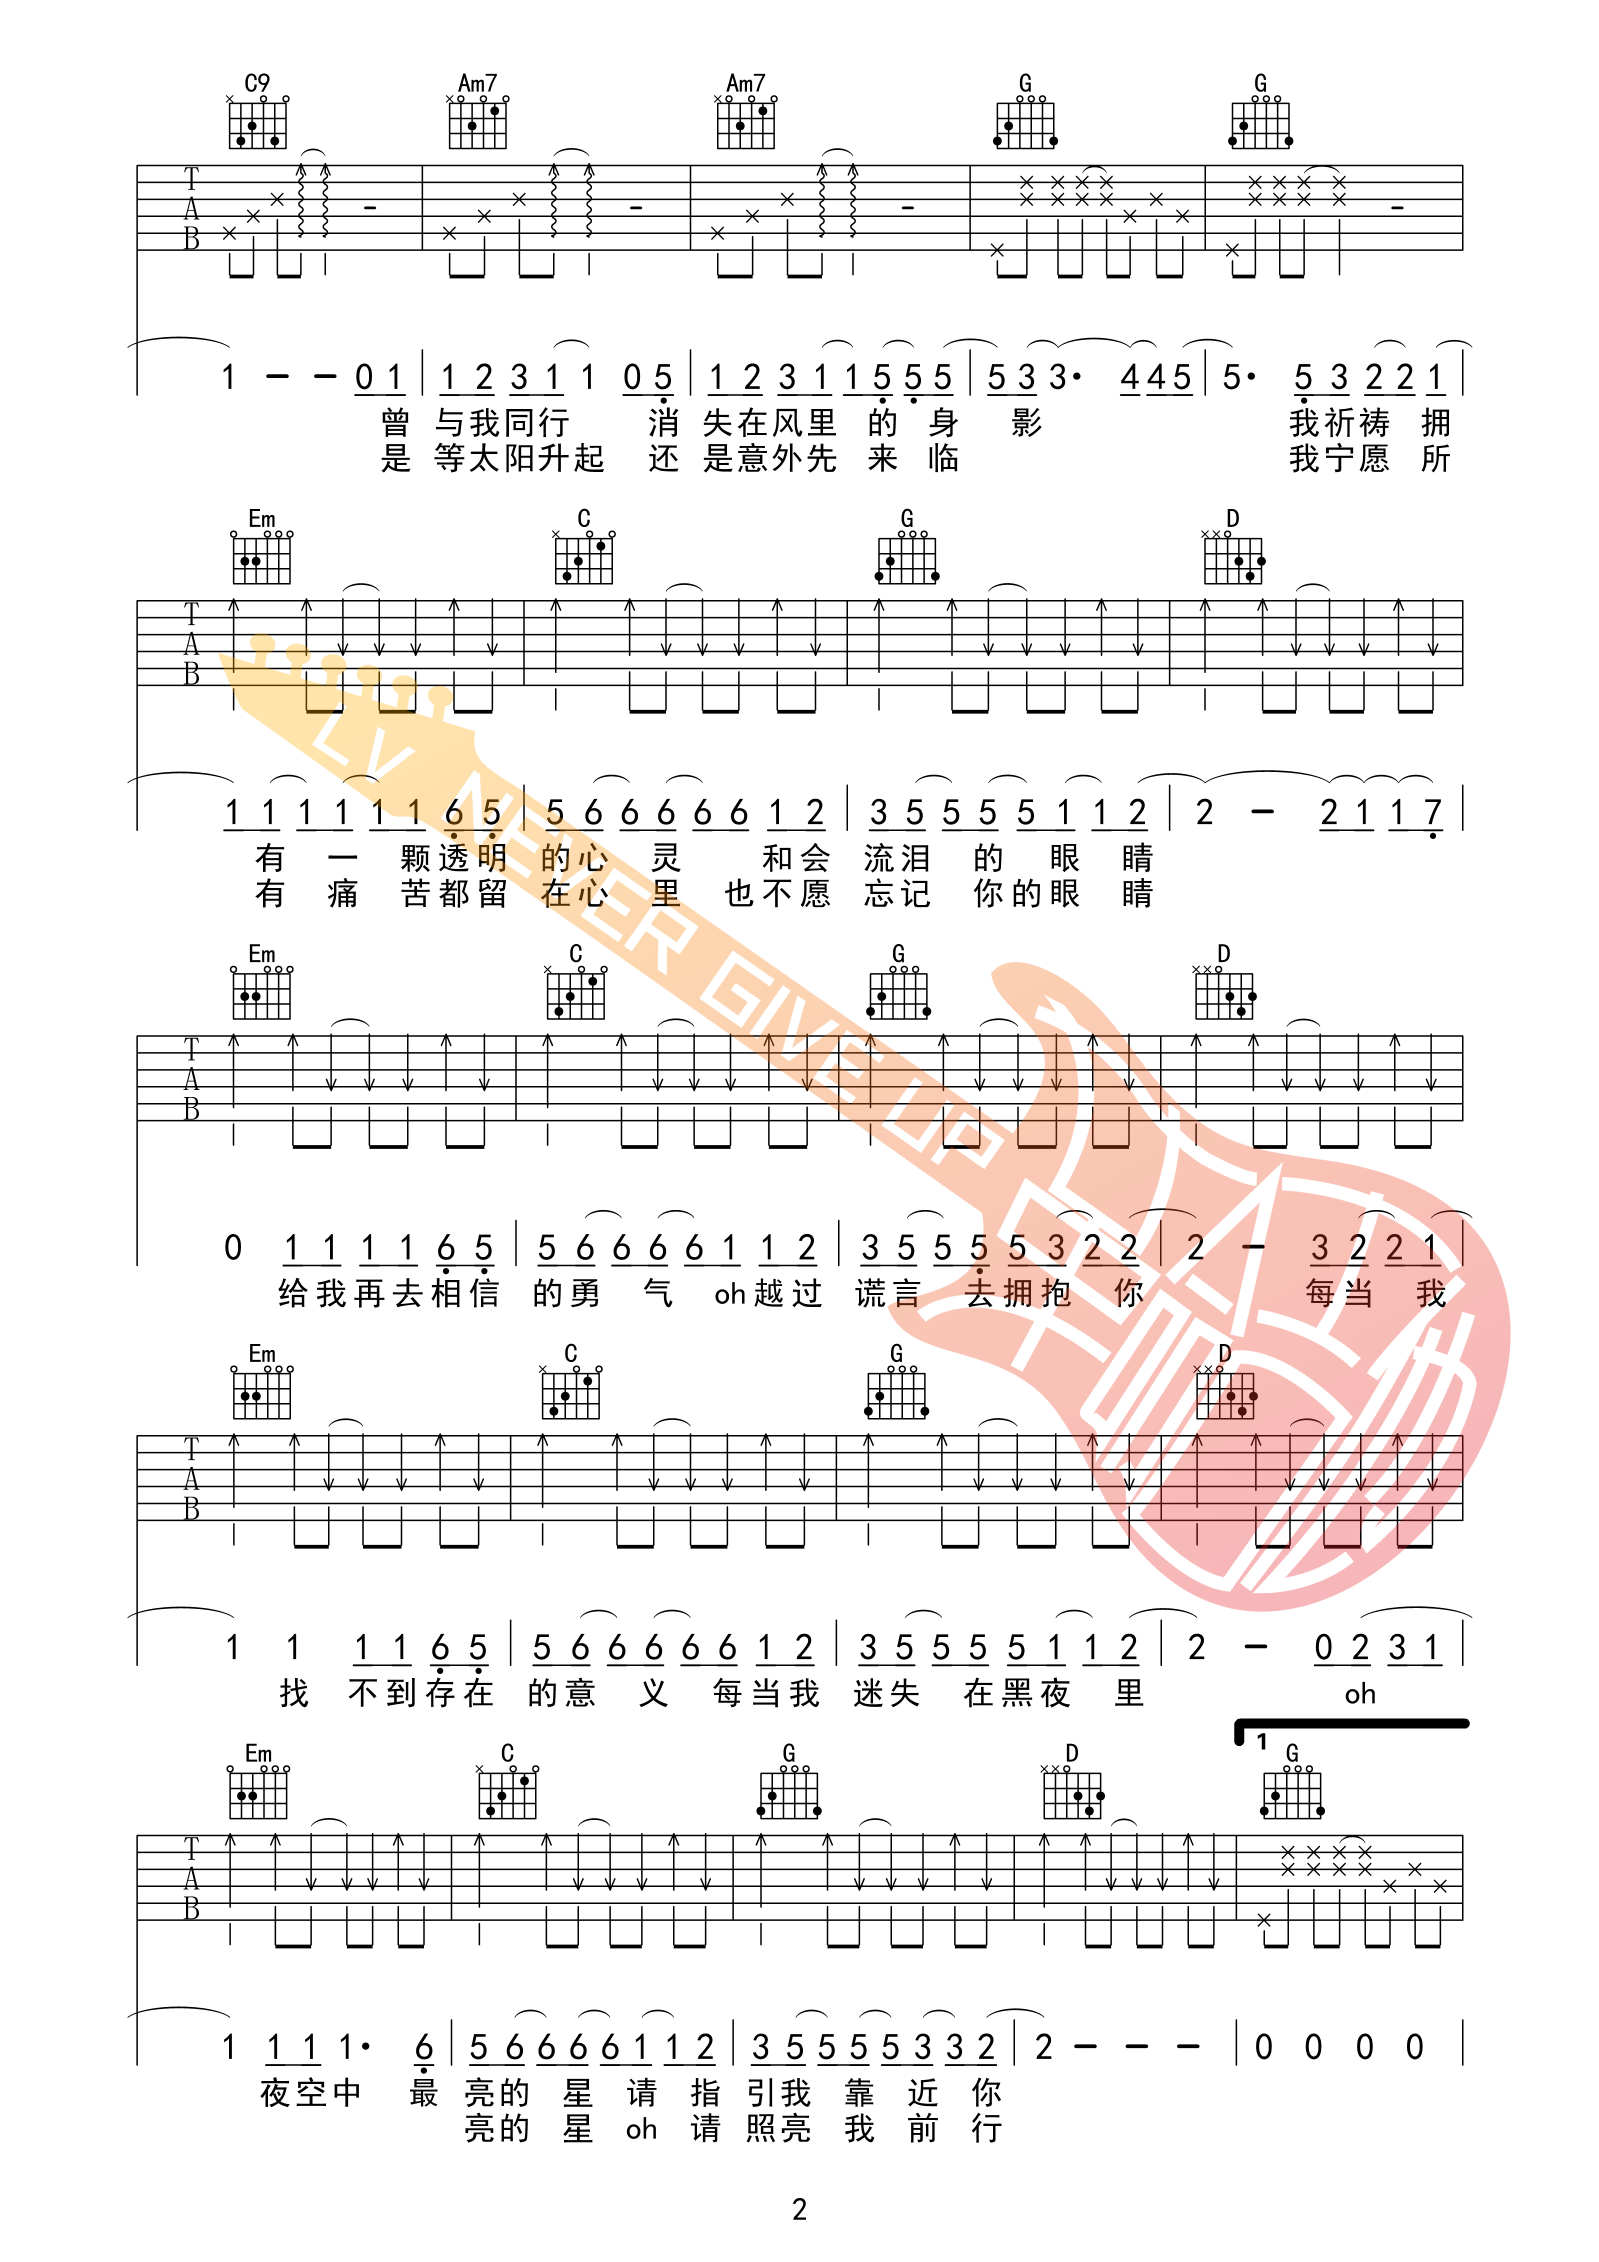 C9 Am7 Am7 G G
T
A
B
1 – – 0 1 1 2 3 1 1 0 5 1 2 3 1 1 5 5 5 5 3 3· 4 4 5 5· 5 3 2 2 1
曾 与我同行 消 失在风里 的 身 影 我祈祷 拥
是 等太阳升起 还 是意外先 来 临 我宁愿 所
Em C G D
T
A
B
1 1 1 1 1 1 6 5 5 6 6 6 6 6 1 2 3 5 5 5 5 1 1 2 2 – 2 1 1 7
有 一 颗透明 的心 灵 和会 流泪 的 眼 睛
有 痛 苦都留 在心 里 也不愿 忘记 你的眼 睛
Em C G D
T
A
B
0 1 1 1 1 6 5 5 6 6 6 6 1 1 2 3 5 5 5 5 3 2 2 2 – 3 2 2 1
给我再去相信 的勇 气 oh越过 谎言 去拥抱 你 每当 我
Em C G D
T
A
B
1 1 1 1 6 5 5 6 6 6 6 6 1 2 3 5 5 5 5 1 1 2 2 – 0 2 3 1
找 不到存在 的意 义 每当我 迷失 在黑夜 里 oh
1
Em C G D G
T
A
B
1 1 1 1· 6 5 6 6 6 6 1 1 2 3 5 5 5 5 3 3 2 2 – – – 0 0 0 0
夜空中 最 亮的 星 请 指 引我 靠 近 你
亮的 星 oh 请 照亮 我 前 行
LV NEVER GIVE UP
2